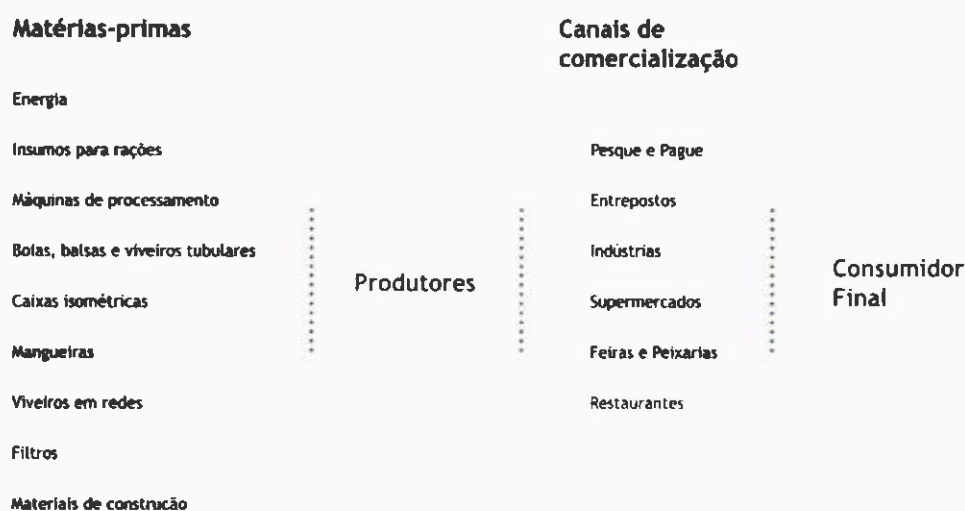 Matérias-primas
Energia
Insumos para rações
Máquinas de processamento
Bolas, balsas e viveiros tubulares
Caixas isométricas
Mangueiras
Viveiros em redes
Filtros
Materiais de construção
Produtores
Canais de
comercialização
Pesque e Pague
Entrepostos
Indústrias
Supermercados
Feiras e Peixarias
Restaurantes
Consumidor
Final